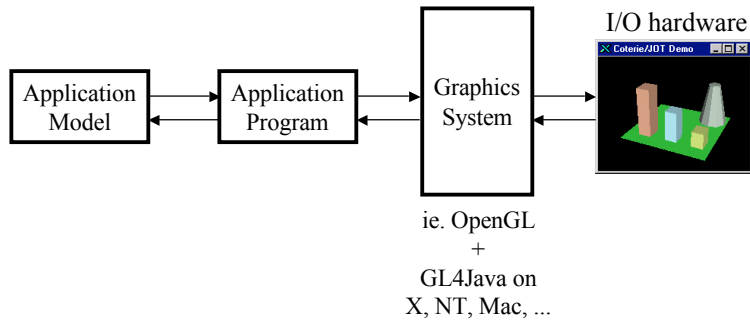 I/O hardware
Coterie/JOT Demo
Application
Model
Application
Program
Graphics
System
ie. OpenGL
+
GL4Java on
X, NT, Mac, ...